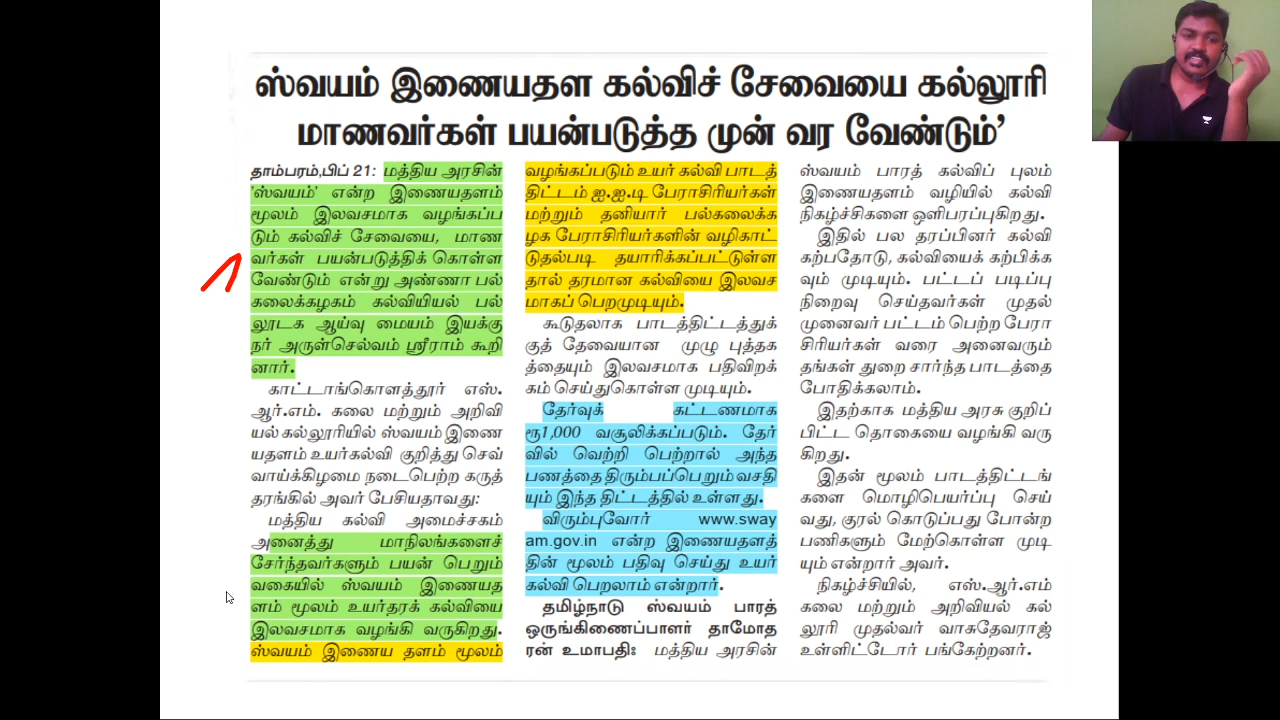 ஸ்வயம் இணையதள கல்விச் சேவையை கல்லூரி
மாணவர்கள் பயன்படுத்த முன் வர வேண்டும்’
தாம்பரம்,பிப் 21: மத்திய அரசின்
'ஸ்வயம்' என்ற இணையதளம்
மூலம் இலவசமாக வழங்கப்ப
டும் கல்விச் சேவையை, மாண
வர்கள் பயன்படுத்திக் கொள்ள
வேண்டும் என்று அண்ணா பல்
கலைக்கழகம் கல்வியியல் பல்
லூடக ஆய்வு மையம் இயக்கு
நர் அருள்செல்வம் ஸ்ரீராம் கூறி
னார்.
காட்டாங்கொளத்தூர் எஸ்.
ஆர்.எம். கலை மற்றும் அறிவி
யல் கல்லூரியில் ஸ்வயம் இணை
யதளம் உயர்கல்வி குறித்து செவ்
வாய்க்கிழமை நடைபெற்ற கருத்
தரங்கில் அவர் பேசியதாவது:
மத்திய கல்வி அமைச்சகம்
அனைத்து மாநிலங்களைச்
சேர்ந்தவர்களும் பயன் பெறும்
வகையில் ஸ்வயம் இணையத
ளம் மூலம் உயர்தரக் கல்வியை
இலவசமாக வழங்கி வருகிறது.
ஸ்வயம் இணைய தளம் மூலம்
வழங்கப்படும் உயர் கல்வி பாடத்
திட்டம் ஐ.ஐ.டி பேராசிரியர்கள்
மற்றும் தனியார் பல்கலைக்க
ழக பேராசிரியர்களின் வழிகாட்
டுதல்படி தயாரிக்கப்பட்டுள்ள
தால் தரமான கல்வியை இலவச
மாகப் பெறமுடியும்.
கூடுதலாக பாடத்திட்டத்துக்
குத் தேவையான முழு புத்தக
த்தையும் இலவசமாக பதிவிறக்
கம் செய்துகொள்ள முடியும்.
தேர்வுக் கட்டணமாக
ரூ1,000 வசூலிக்கப்படும். தேர்
வில் வெற்றி பெற்றால் அந்த
பணத்தை திரும்பப்பெறும் வசதி
யும் இந்த திட்டத்தில் உள்ளது.
விரும்புவோர் www.sway
am.gov.in என்ற இணையதளத்
தின் மூலம் பதிவு செய்து உயர்
கல்வி பெறலாம் என்றார்.
தமிழ்நாடு ஸ்வயம் பாரத்
ஒருங்கிணைப்பாளர் தாமோத
ரன் உமாபதிஃ மத்திய அரசின்
ஸ்வயம் பாரத் கல்விப் புலம்
இணையதளம் வழியில் கல்வி
நிகழ்ச்சிகளை ஒளிபரப்புகிறது.
இதில் பல தரப்பினர் கல்வி
கற்பதோடு, கல்வியைக் கற்பிக்க
வும் முடியும். பட்டப் படிப்பு
நிறைவு செய்தவர்கள் முதல்
முனைவர் பட்டம் பெற்ற பேரா
சிரியர்கள் வரை அனைவரும்
தங்கள் துறை சார்ந்த பாடத்தை
போதிக்கலாம்.
இதற்காக மத்திய அரசு குறிப்
பிட்ட தொகையை வழங்கி வரு
கிறது.
இதன் மூலம் பாடத்திட்டங்
களை மொழிபெயர்ப்பு செய்
வது, குரல் கொடுப்பது போன்ற
பணிகளும் மேற்கொள்ள முடி
யும் என்றார் அவர்.
நிகழ்ச்சியில், எஸ்.ஆர்.எம்
கலை மற்றும் அறிவியல் கல்
லூரி முதல்வர் வாசுதேவராஜ்
உள்ளிட்டோர் பங்கேற்றனர்.